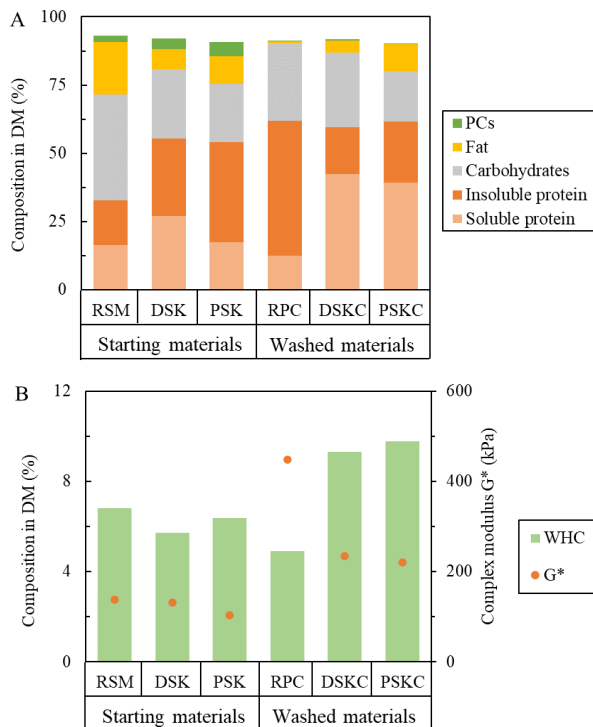 A
Composition in DM (%)
100
75
50
25
0
RSM DSK PSK RPC DSKC PSKC
Starting materials Washed materials
PCs
Fat
Carbohydrates
Insoluble protein
Soluble protein
B
Composition in DM (%)
12
8
4
0
600
400
200
0
Complex modulus G* (kPa)
RSM DSK PSK RPC DSKC PSKC
Starting materials Washed materials
WHC
G*